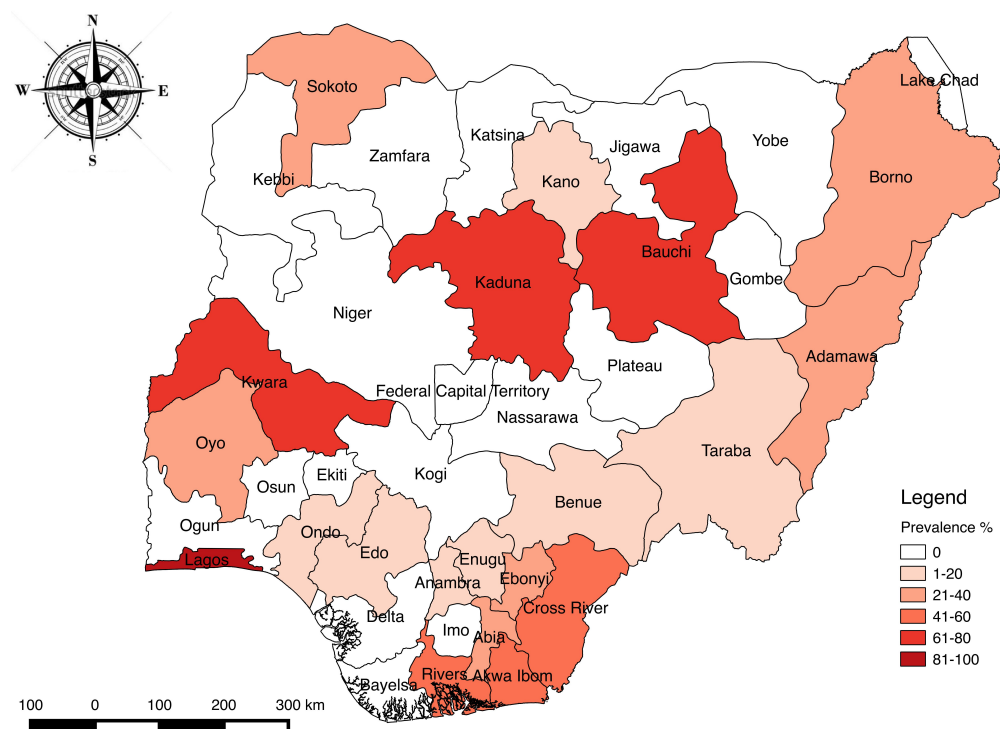 N
W
E
S
Sokoto
Lake Chad
Katsina
Jigawa
Yobe
Zamfara
Kebbi
Kano
Borno
Bauchi
Kaduna
Gombe
Niger
Adamawa
Plateau
Kwara
Federal Capital Territory
Nassarawa
Oyo
Taraba
Kogi
Ekiti
Osun
Benue
Ogun
Ondo
Edo
Lagos
Enugu
Anambra
Ebonyi
Cross River
Delta
Imo
Abia
Rivers
Akwa Ibom
Bayelsa
Legend
Prevalence %
0
1-20
21-40
41-60
61-80
81-100
100 0 100 200 300 km